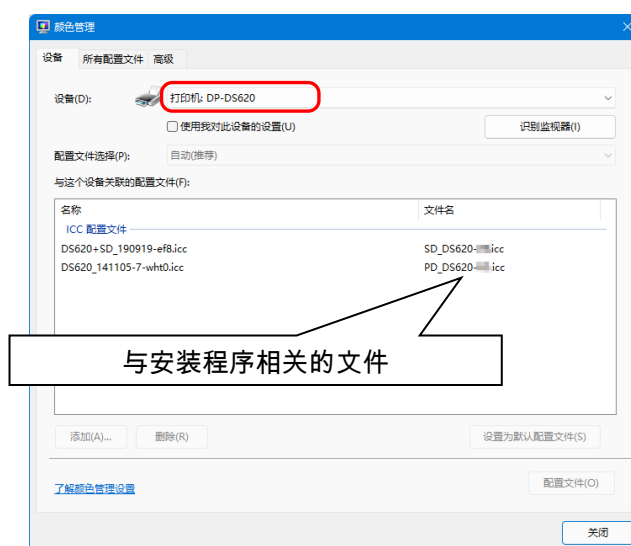 颜色管理
设备 所有配置文件 高级
设备(D): 打印机: DP-DS620
使用我对此设备的设置(U) 识别监视器(I)
配置文件选择(P): 自动(推荐)
与这个设备关联的配置文件(F):
名称 文件名
ICC 配置文件
DS620+SD_190919-ef8.icc SD_DS620- icc
DS620_141105-7-wht0.icc PD_DS620- .icc
与安装程序相关的文件
添加(A)... 删除(R) 设置为默认配置文件(S)
了解颜色管理设置 配置文件(O)
关闭